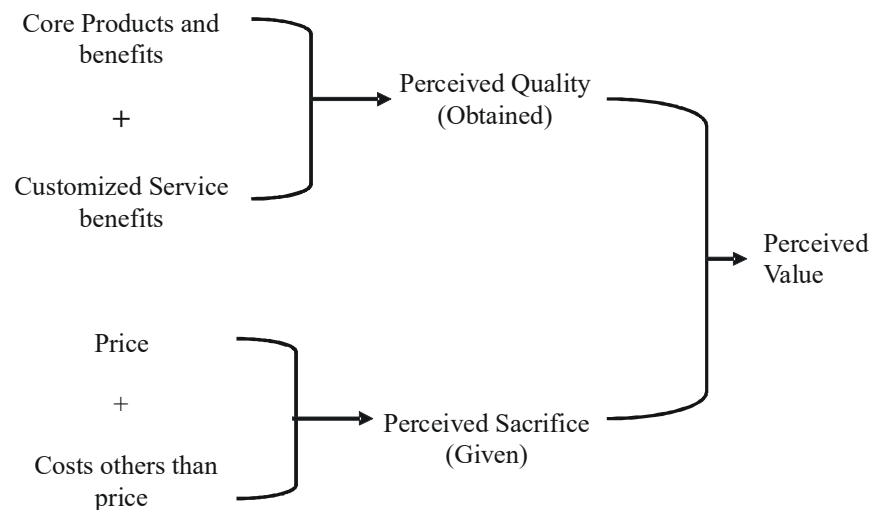 Core Products and
benefits
+
Customized Service
benefits
Perceived Quality
(Obtained)
Perceived
Value
Price
+
Costs others than
price
Perceived Sacrifice
(Given)